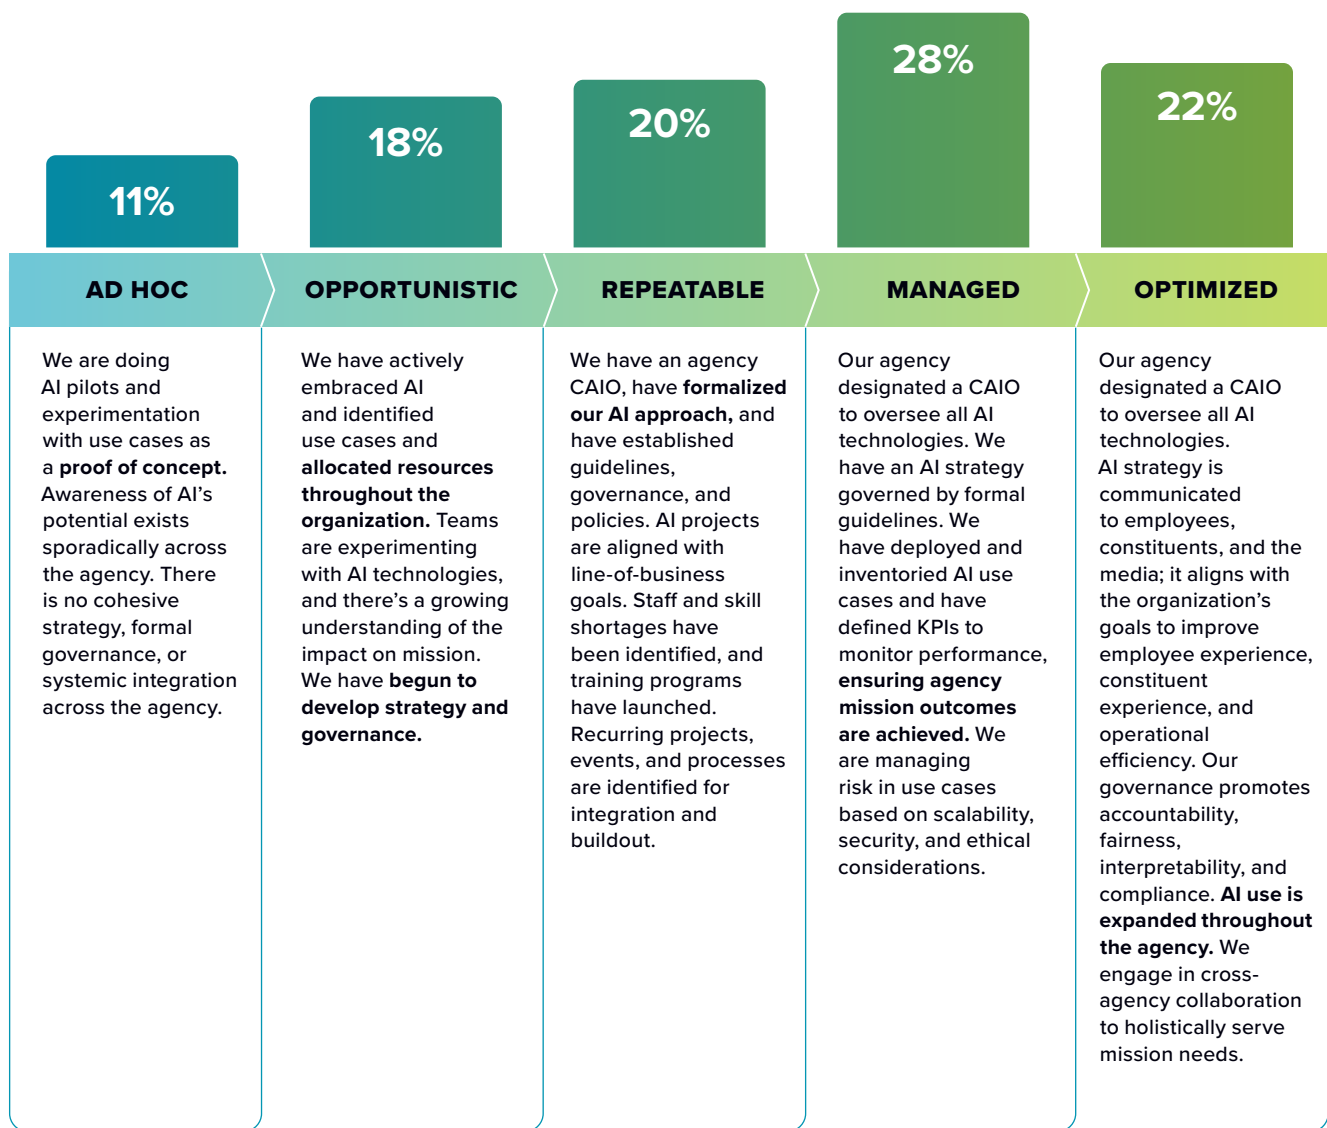 11%
18%
20%
28%
22%
AD HOC
OPPORTUNISTIC
REPEATABLE
MANAGED
OPTIMIZED
We are doing
AI pilots and
experimentation
with use cases as
a proof of concept.
Awareness of AI’s
potential exists
sporadically across
the agency. There
is no cohesive
strategy, formal
governance, or
systemic integration
across the agency.
We have actively
embraced AI
and identified
use cases and
allocated resources
throughout the
organization. Teams
are experimenting
with AI technologies,
and there’s a growing
understanding of the
impact on mission.
We have begun to
develop strategy and
governance.
We have an agency
CAIO, have formalized
our AI approach, and
have established
guidelines,
governance, and
policies. AI projects
are aligned with
line-of-business
goals. Staff and skill
shortages have
been identified, and
training programs
have launched.
Recurring projects,
events, and processes
are identified for
integration and
buildout.
Our agency
designated a CAIO
to oversee all AI
technologies. We
have an AI strategy
governed by formal
guidelines. We
have deployed and
inventoried AI use
cases and have
defined KPIs to
monitor performance,
ensuring agency
mission outcomes
are achieved. We
are managing
risk in use cases
based on scalability,
security, and ethical
considerations.
Our agency
designated a CAIO
to oversee all AI
technologies.
AI strategy is
communicated
to employees,
constituents, and the
media; it aligns with
the organization’s
goals to improve
employee experience,
constituent
experience, and
operational
efficiency. Our
governance promotes
accountability,
fairness,
interpretability, and
compliance. AI use is
expanded throughout
the agency. We
engage in cross-
agency collaboration
to holistically serve
mission needs.